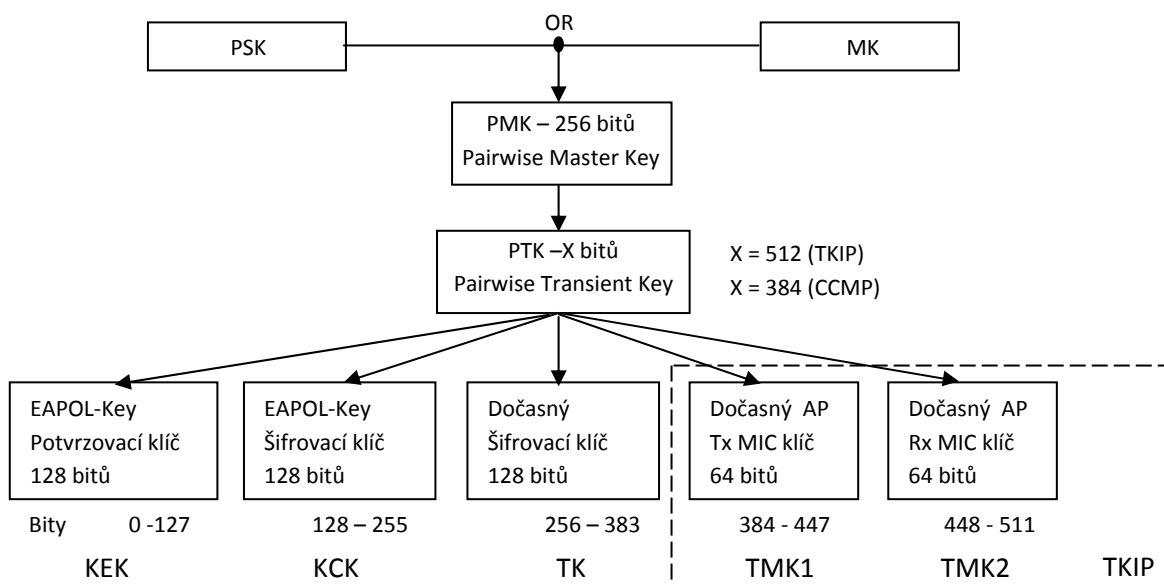 OR
PSK
MK
PMK – 256 bitů
Pairwise Master Key
PTK –X bitů
Pairwise Transient Key
X = 512 (TKIP)
X = 384 (CCMP)
EAPOL-Key
Potvrzovací klíč
128 bitů
EAPOL-Key
Šifrovací klíč
128 bitů
Dočasný
Šifrovací klíč
128 bitů
Dočasný AP
Tx MIC klíč
64 bitů
Dočasný AP
Rx MIC klíč
64 bitů
Bity 0 -127 128 – 255 256 – 383 384 - 447 448 - 511
KEK KCK TK TMK1 TMK2 TKIP